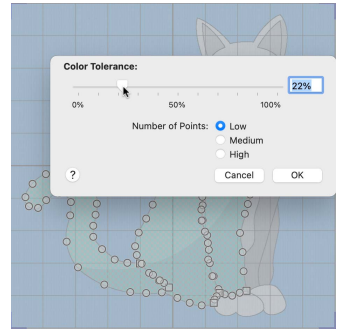 Color Tolerance:
22%
0% 50% 100%
Number of Points: Low
Medium
High
? Cancel OK